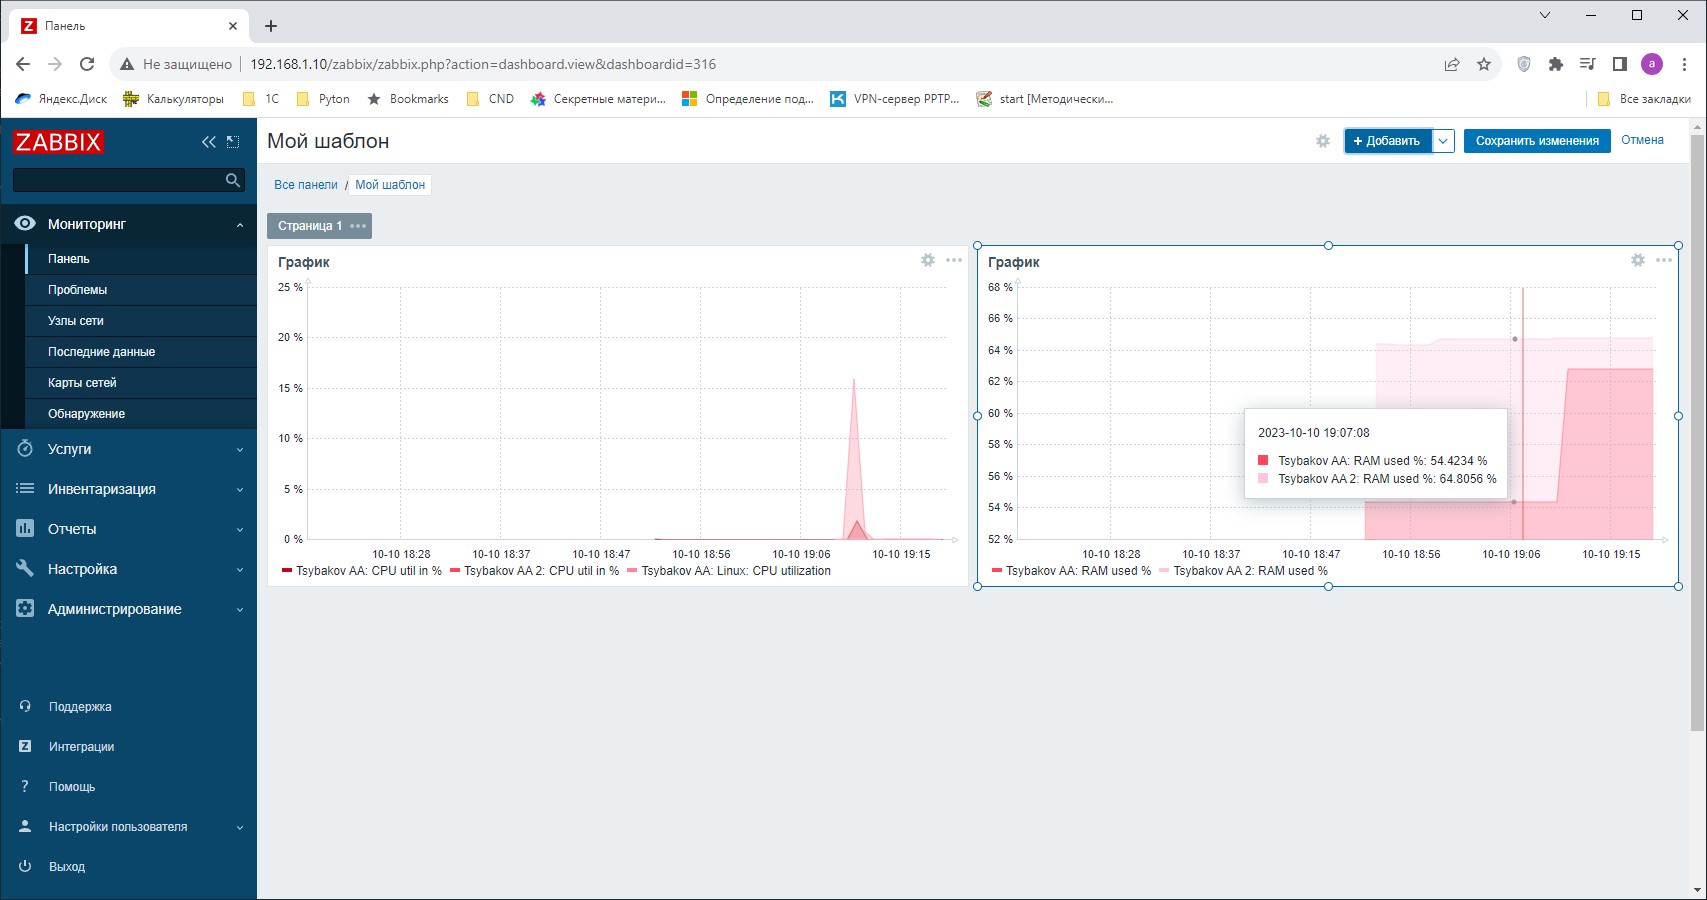 Z Панель
Не защищено 192.168.1.10/zabbix/zabbix.php?action=dashboard.view&dashboardid=316 a
Яндекс.Диск Калькуляторы 1С Pyton Bookmarks CND Секретные матери... Определение под... VPN-сервер PPTP... start [Методически... Все закладки
ZABBIX
Мониторинг
Панель
Проблемы
Узлы сети
Последние данные
Карты сетей
Обнаружение
Услуги
Инвентаризация
Отчеты
Настройка
Администрирование
Поддержка
Z Интеграции
? Помощь
Настройки пользователя
Выход
Мой шаблон
+ Добавить Сохранить изменения Отмена
Все панели / Мой шаблон
Страница 1
График
25 %
20 %
15 %
10 %
5 %
0 %
10-10 18:28 10-10 18:37 10-10 18:47 10-10 18:56 10-10 19:06 10-10 19:15
Tsybakov AA: CPU util in % Tsybakov AA 2: CPU util in % Tsybakov AA: Linux: CPU utilization
График
68 %
66 %
64 %
62 %
60 %
58 %
56 %
54 %
52 %
2023-10-10 19:07:08
Tsybakov AA: RAM used %: 54.4234 %
Tsybakov AA 2: RAM used %: 64.8056 %
10-10 18:28 10-10 18:37 10-10 18:47 10-10 18:56 10-10 19:06 10-10 19:15
Tsybakov AA: RAM used % Tsybakov AA 2: RAM used %